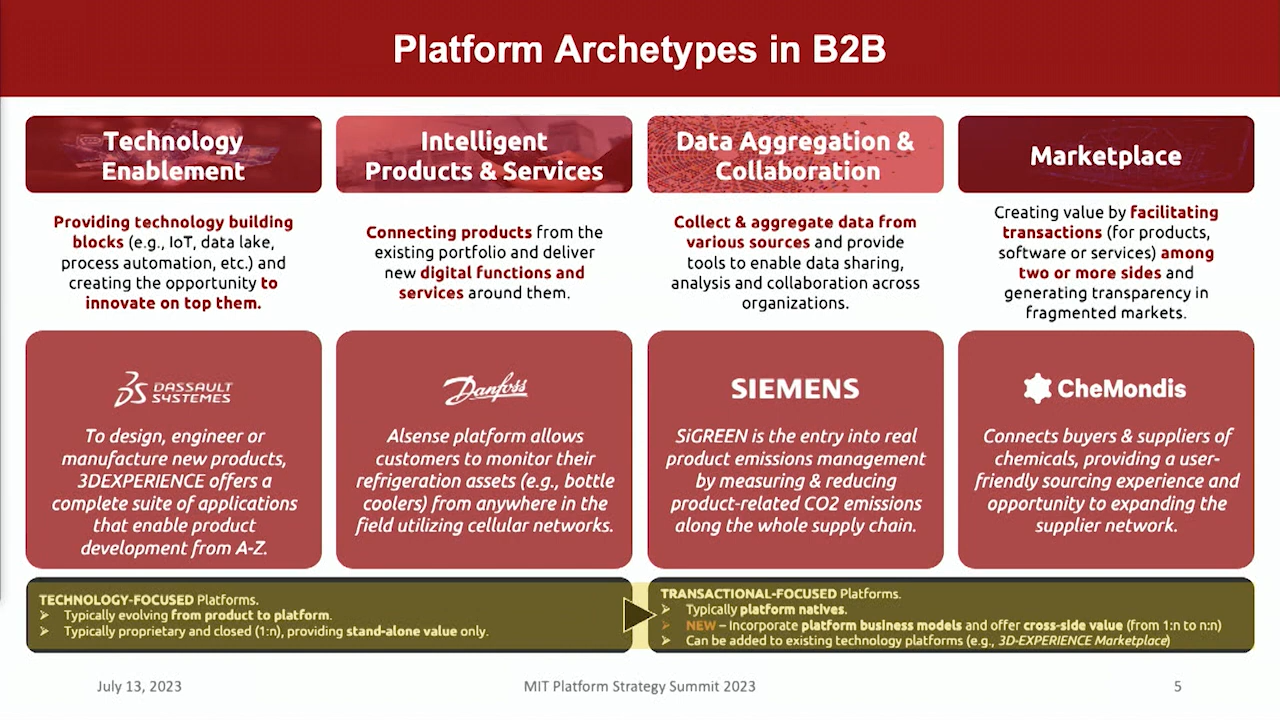 Platform Archetypes in B2B
Technology
Enablement
Providing technology building
blocks (e.g., IoT, data lake,
process automation, etc.) and
creating the opportunity to
innovate on top them.
DASSAULT
SYSTEMES
To design, engineer or
manufacture new products,
3DEXPERIENCE offers a
complete suite of applications
that enable product
development from A-Z.
Intelligent
Products & Services
Connecting products from the
existing portfolio and deliver
new digital functions and
services around them.
Danfoss
Alsense platform allows
customers to monitor their
refrigeration assets (e.g., bottle
coolers) from anywhere in the
field utilizing cellular networks.
Data Aggregation &
Collaboration
Collect & aggregate data from
various sources and provide
tools to enable data sharing,
analysis and collaboration across
organizations.
SIEMENS
SiGREEN is the entry into real
product emissions management
by measuring & reducing
product-related CO2 emissions
along the whole supply chain.
Marketplace
Creating value by facilitating
transactions (for products,
software or services) among
two or more sides and
generating transparency in
fragmented markets.
CheMondis
Connects buyers & suppliers of
chemicals, providing a user-
friendly sourcing experience and
opportunity to expanding the
supplier network.
TECHNOLOGY-FOCUSED Platforms.
➢ Typically evolving from product to platform.
➢ Typically proprietary and closed (1:n), providing stand-alone value only.
TRANSACTIONAL-FOCUSED Platforms.
➢ Typically platform natives.
➢ NEW – Incorporate platform business models and offer cross-side value (from 1:n to n:n)
➢ Can be added to existing technology platforms (e.g., 3D-EXPERIENCE Marketplace)
July 13, 2023
MIT Platform Strategy Summit 2023
5